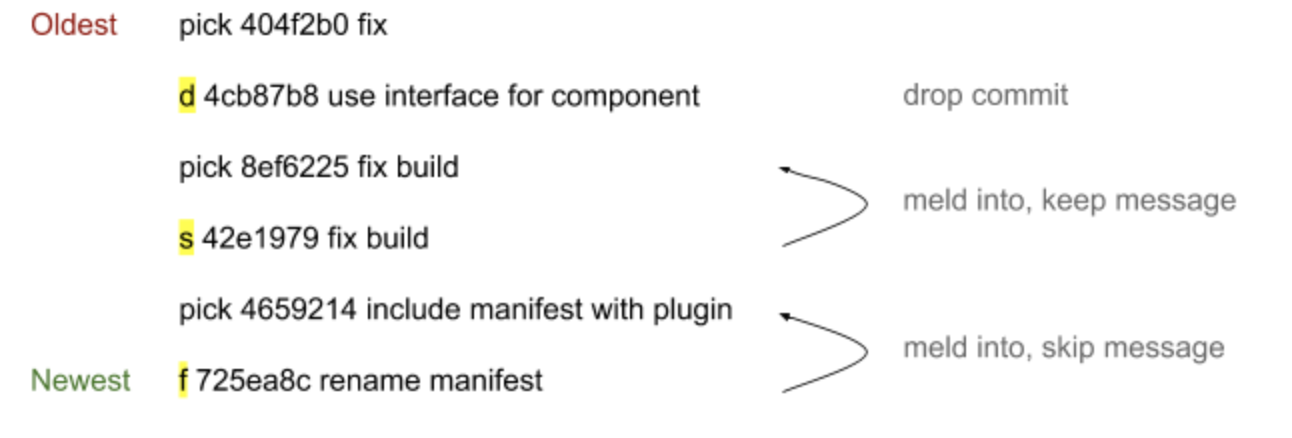 Oldest pick 404f2b0 fix
d 4cb87b8 use interface for component drop commit
pick 8ef6225 fix build
meld into, keep message
s 42e1979 fix build
pick 4659214 include manifest with plugin
meld into, skip message
Newest f 725ea8c rename manifest